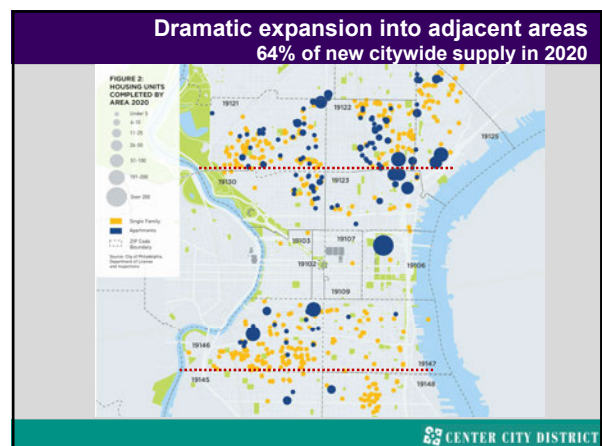 Dramatic expansion into adjacent areas
64% of new citywide supply in 2020
FIGURE 2:
HOUSING UNITS
COMPLETED BY
AREA 2020
Under 5
6-10
11-25
26-50
51-100
101-200
Over 200
Single Family
Apartments
ZIP Code
Boundary
Source: City of Philadelphia,
Department of License
and Inspections
19121
19122
19125
19130
19123
19103
19107
19102
19106
19109
19146
19147
19145
19148
CENTER CITY DISTRICT